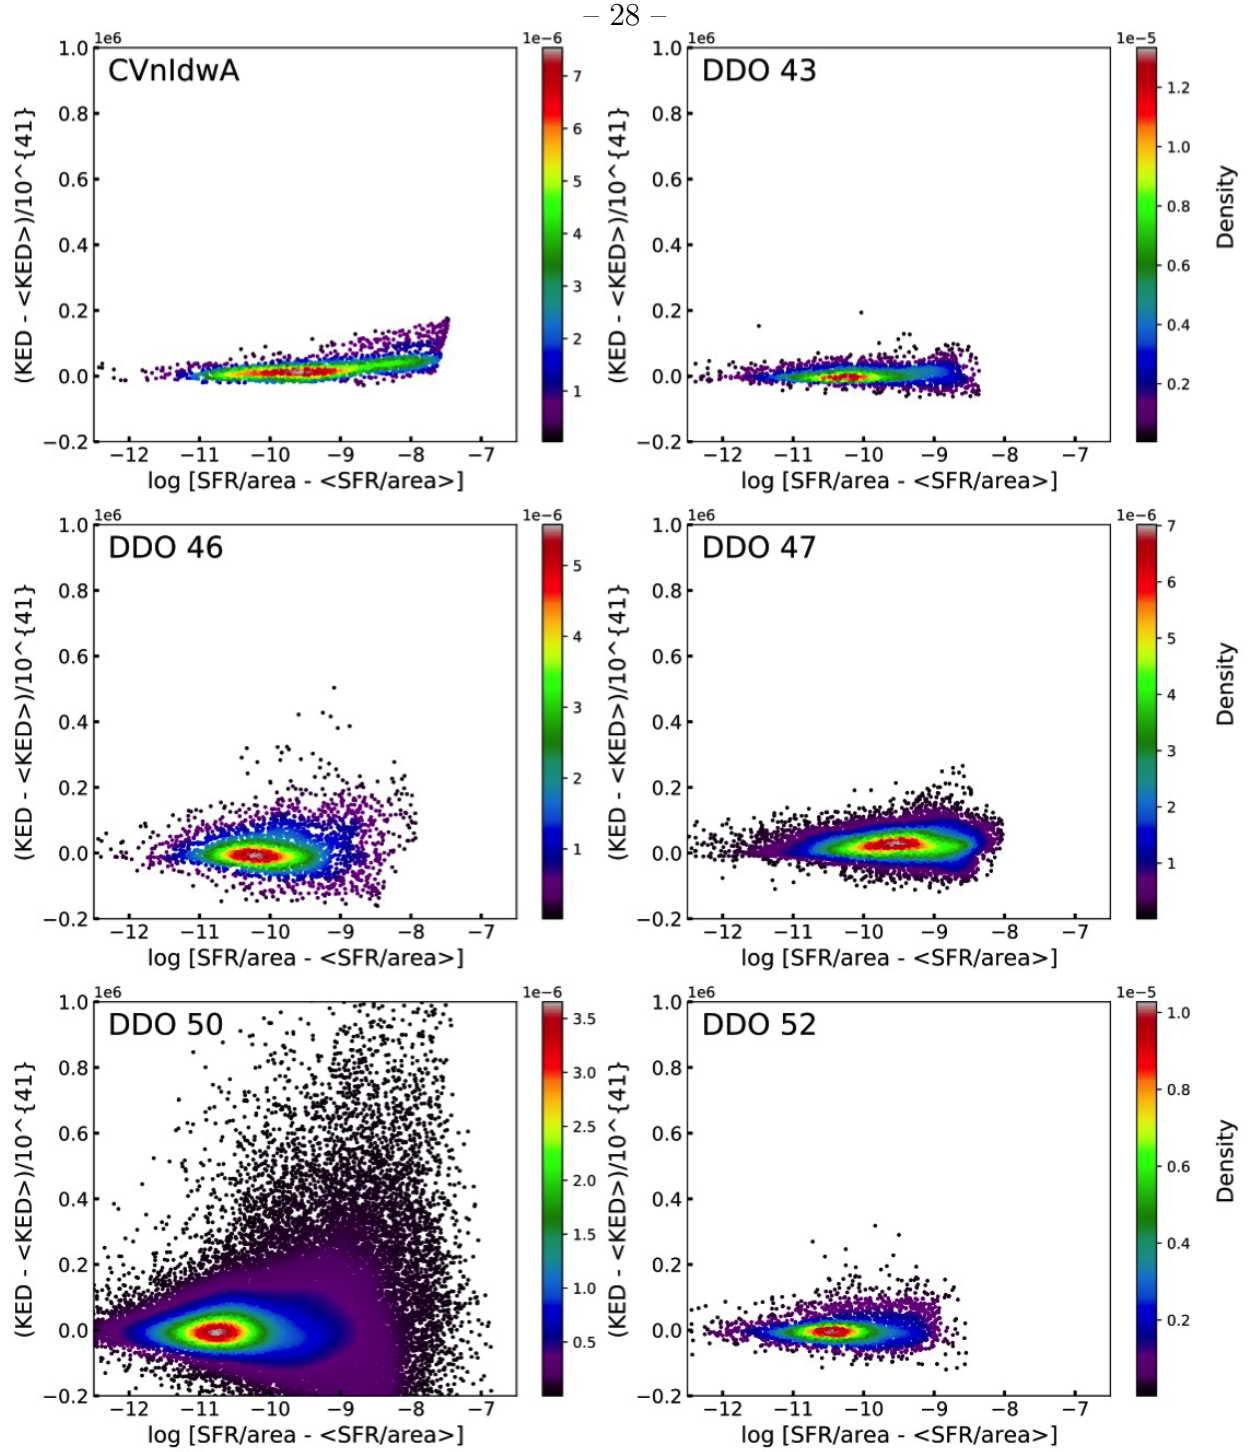 – 28 –
1e6
1e-6
1e6
1e-5
CVnIdwA
DDO 43
1.0
0.8
0.6
0.4
0.2
0.0
−0.2
(KED - <KED>)/10^{41}
−12 −11 −10 −9 −8 −7
log [SFR/area - <SFR/area>]
7
6
5
4
3
2
1
1.0
0.8
0.6
0.4
0.2
0.0
−0.2
(KED - <KED>)/10^{41}
−12 −11 −10 −9 −8 −7
log [SFR/area - <SFR/area>]
1.2
1.0
0.8
0.6
0.4
0.2
Density
1e6
1e-6
1e6
1e-6
DDO 46
DDO 47
1.0
0.8
0.6
0.4
0.2
0.0
−0.2
(KED - <KED>)/10^{41}
−12 −11 −10 −9 −8 −7
log [SFR/area - <SFR/area>]
5
4
3
2
1
1.0
0.8
0.6
0.4
0.2
0.0
−0.2
(KED - <KED>)/10^{41}
−12 −11 −10 −9 −8 −7
log [SFR/area - <SFR/area>]
7
6
5
4
3
2
1
Density
1e6
1e-6
1e6
1e-5
DDO 50
DDO 52
1.0
0.8
0.6
0.4
0.2
0.0
−0.2
(KED - <KED>)/10^{41}
−12 −11 −10 −9 −8 −7
log [SFR/area - <SFR/area>]
3.5
3.0
2.5
2.0
1.5
1.0
0.5
1.0
0.8
0.6
0.4
0.2
0.0
−0.2
(KED - <KED>)/10^{41}
−12 −11 −10 −9 −8 −7
log [SFR/area - <SFR/area>]
1.0
0.8
0.6
0.4
0.2
Density